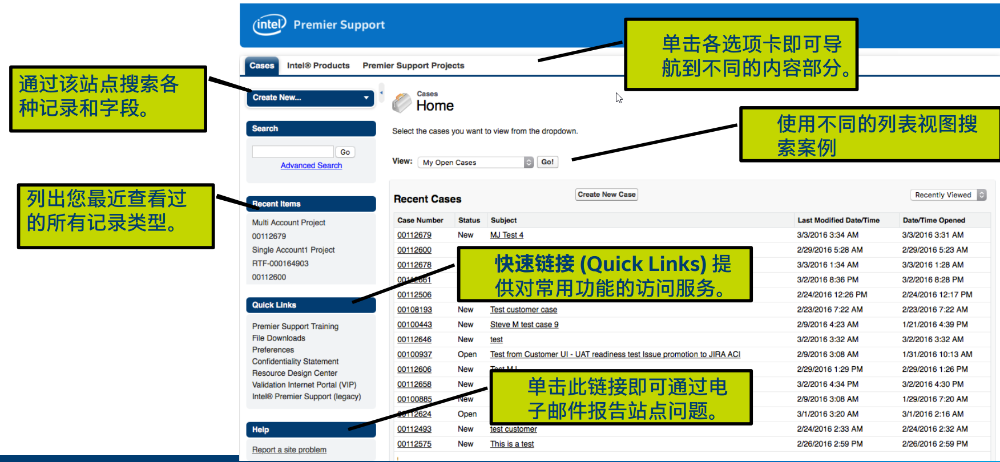 intel Premier Support
单击各选项卡即可导
航到不同的内容部分。
Cases Intel® Products Premier Support Projects
通过该站点搜索各
种记录和字段。
Create New...
Cases
Home
Search
Select the cases you want to view from the dropdown.
使用不同的列表视图搜
索案例
Go
Advanced Search
View: My Open Cases Go!
列出您最近查看过
的所有记录类型。
Recent Items
Multi Account Project
00112679
Single Account1 Project
RTF-000164903
00112600
Quick Links
Premier Support Training
File Downloads
Preferences
Confidentiality Statement
Resource Design Center
Validation Internet Portal (VIP)
Intel® Premier Support (legacy)
Help
Report a site problem
Recent Cases Create New Case Recently Viewed
Case Number Status Subject Last Modified Date/Time Date/Time Opened
00112679 New MJ Test 4 3/3/2016 3:34 AM 3/3/2016 3:31 AM
00112600 2/29/2016 5:28 AM 2/29/2016 5:23 AM
00112678 3/3/2016 1:34 AM 3/3/2016 1:28 AM
00112661 3/2/2016 8:36 PM 3/2/2016 8:28 PM
00112506 2/24/2016 12:26 PM 2/24/2016 12:17 PM
快速链接 (Quick Links) 提
供对常用功能的访问服务。
00108193 New Test customer case 2/23/2016 7:22 AM 2/23/2016 7:22 AM
00100443 New Steve M test case 9 2/9/2016 4:23 AM 1/21/2016 4:39 PM
00112646 New test 3/2/2016 3:32 AM 3/2/2016 3:32 AM
00100937 Open Test from Customer UI - UAT readiness test Issue promotion to JIRA ACI 2/9/2016 3:08 AM 1/31/2016 10:13 AM
00112606 New Test M J 2/29/2016 1:29 PM 2/29/2016 1:26 PM
00112658 New 3/2/2016 4:34 PM 3/2/2016 4:30 PM
00100885 New 2/9/2016 3:08 AM 1/29/2016 7:20 AM
00112624 Open 3/1/2016 3:20 AM 3/1/2016 2:16 AM
单击此链接即可通过电
子邮件报告站点问题。
00112493 New test customer 2/24/2016 2:33 AM 2/24/2016 2:32 AM
00112575 New This is a test 2/26/2016 2:59 PM 2/26/2016 2:59 PM